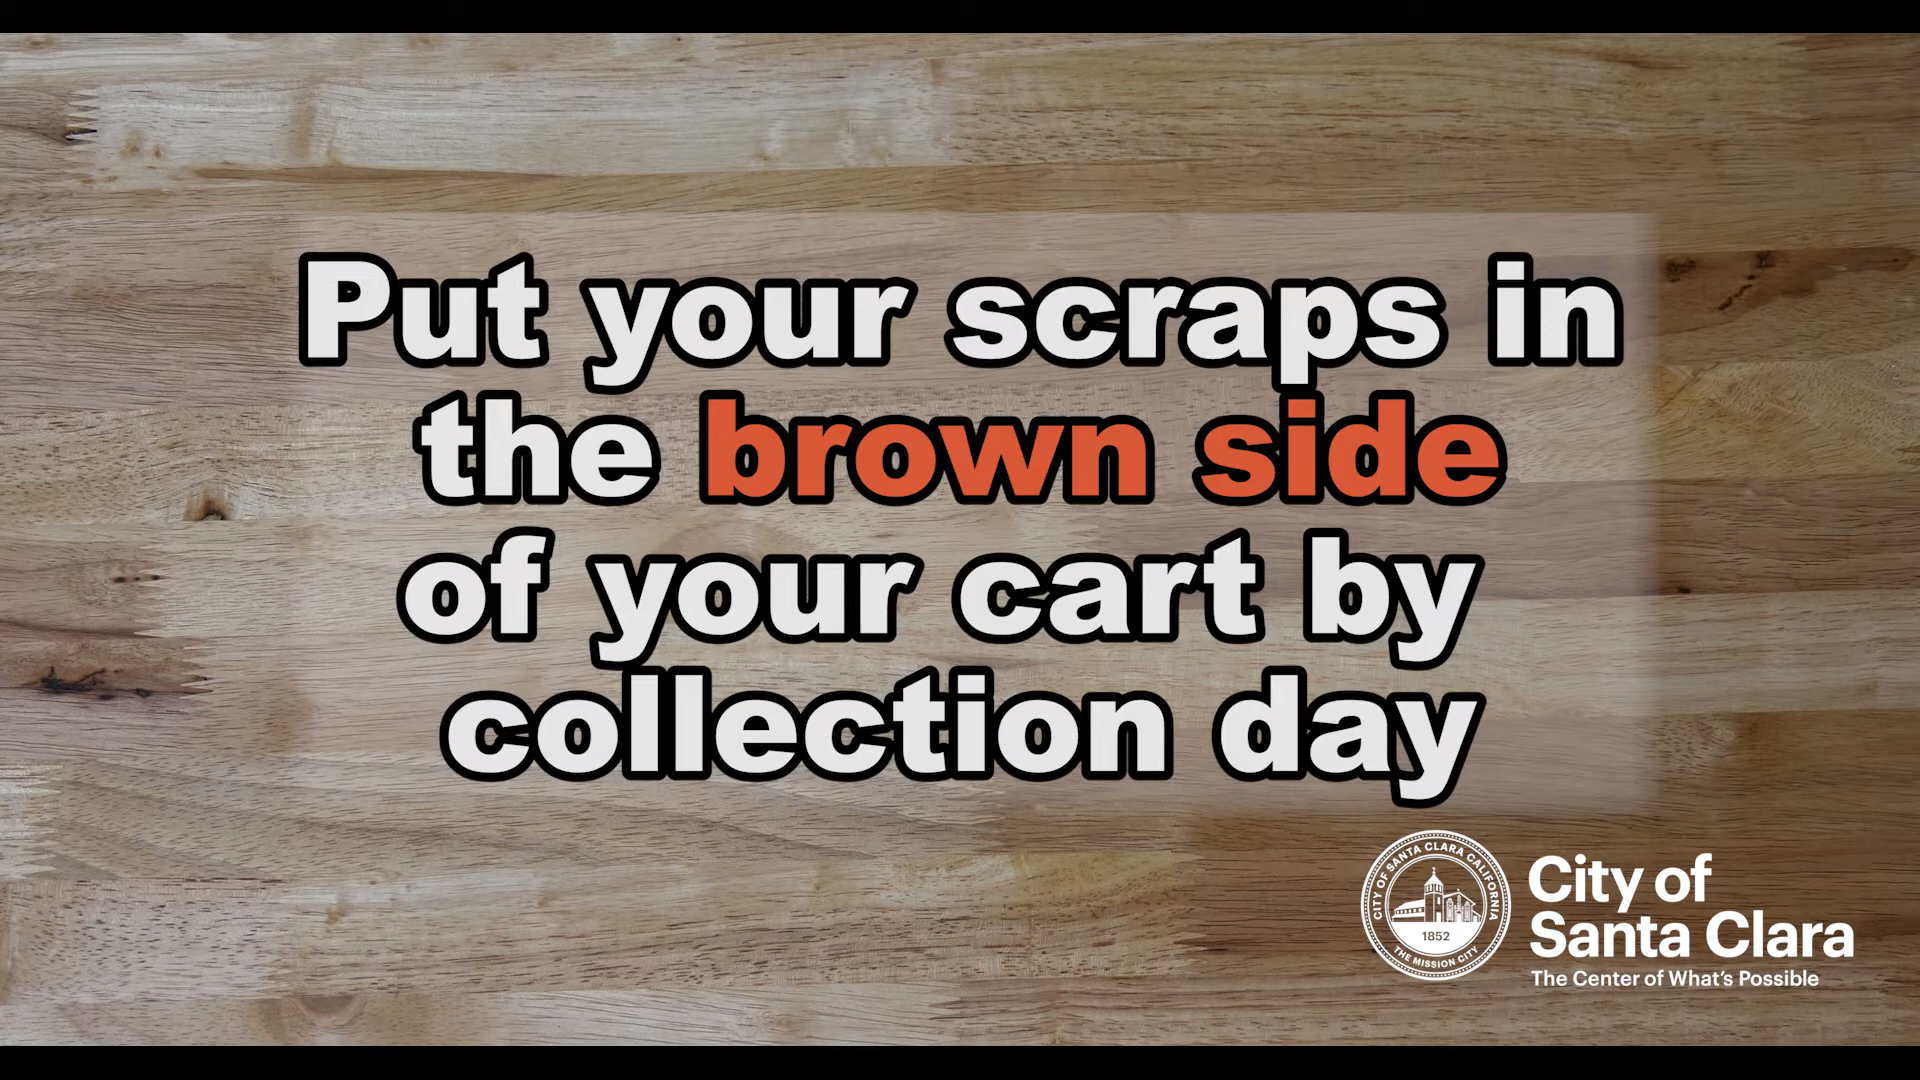 Put your scraps in
the brown side
of your cart by
collection day
CITY OF SANTA CLARA CALIFORNIA
1852
THE MISSION CITY
City of
Santa Clara
The Center of What's Possible